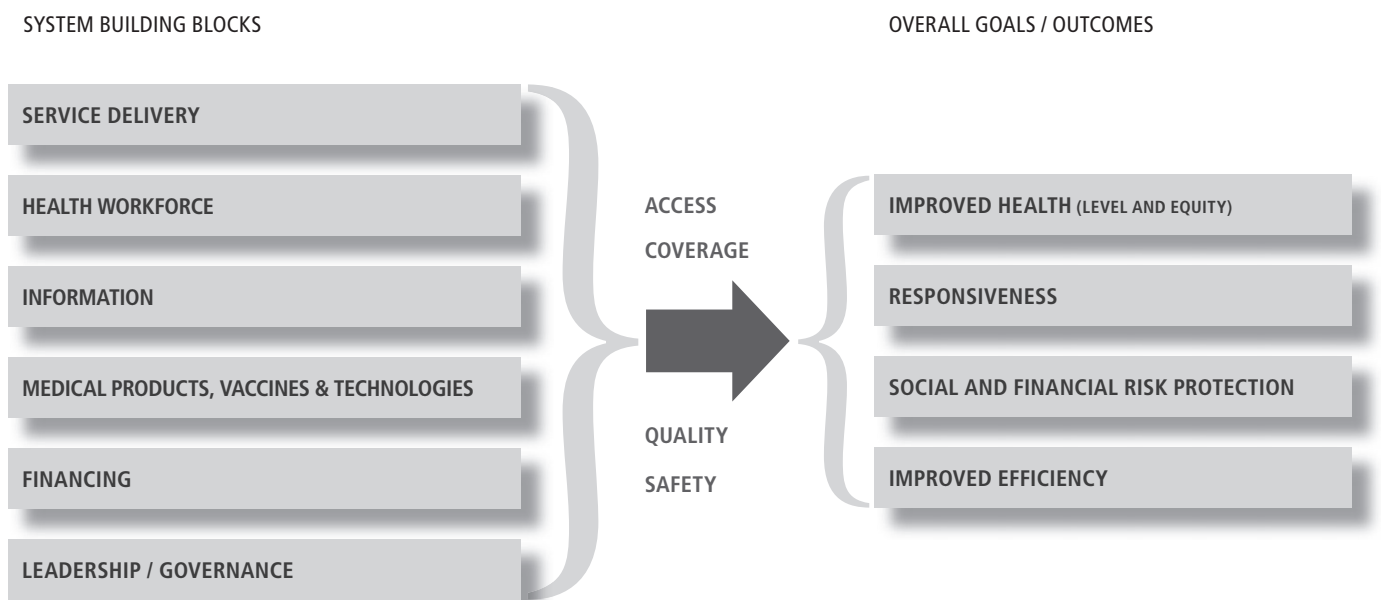 SYSTEM BUILDING BLOCKS
OVERALL GOALS / OUTCOMES
SERVICE DELIVERY
HEALTH WORKFORCE
INFORMATION
MEDICAL PRODUCTS, VACCINES & TECHNOLOGIES
FINANCING
LEADERSHIP / GOVERNANCE
ACCESS
COVERAGE
QUALITY
SAFETY
IMPROVED HEALTH (LEVEL AND EQUITY)
RESPONSIVENESS
SOCIAL AND FINANCIAL RISK PROTECTION
IMPROVED EFFICIENCY